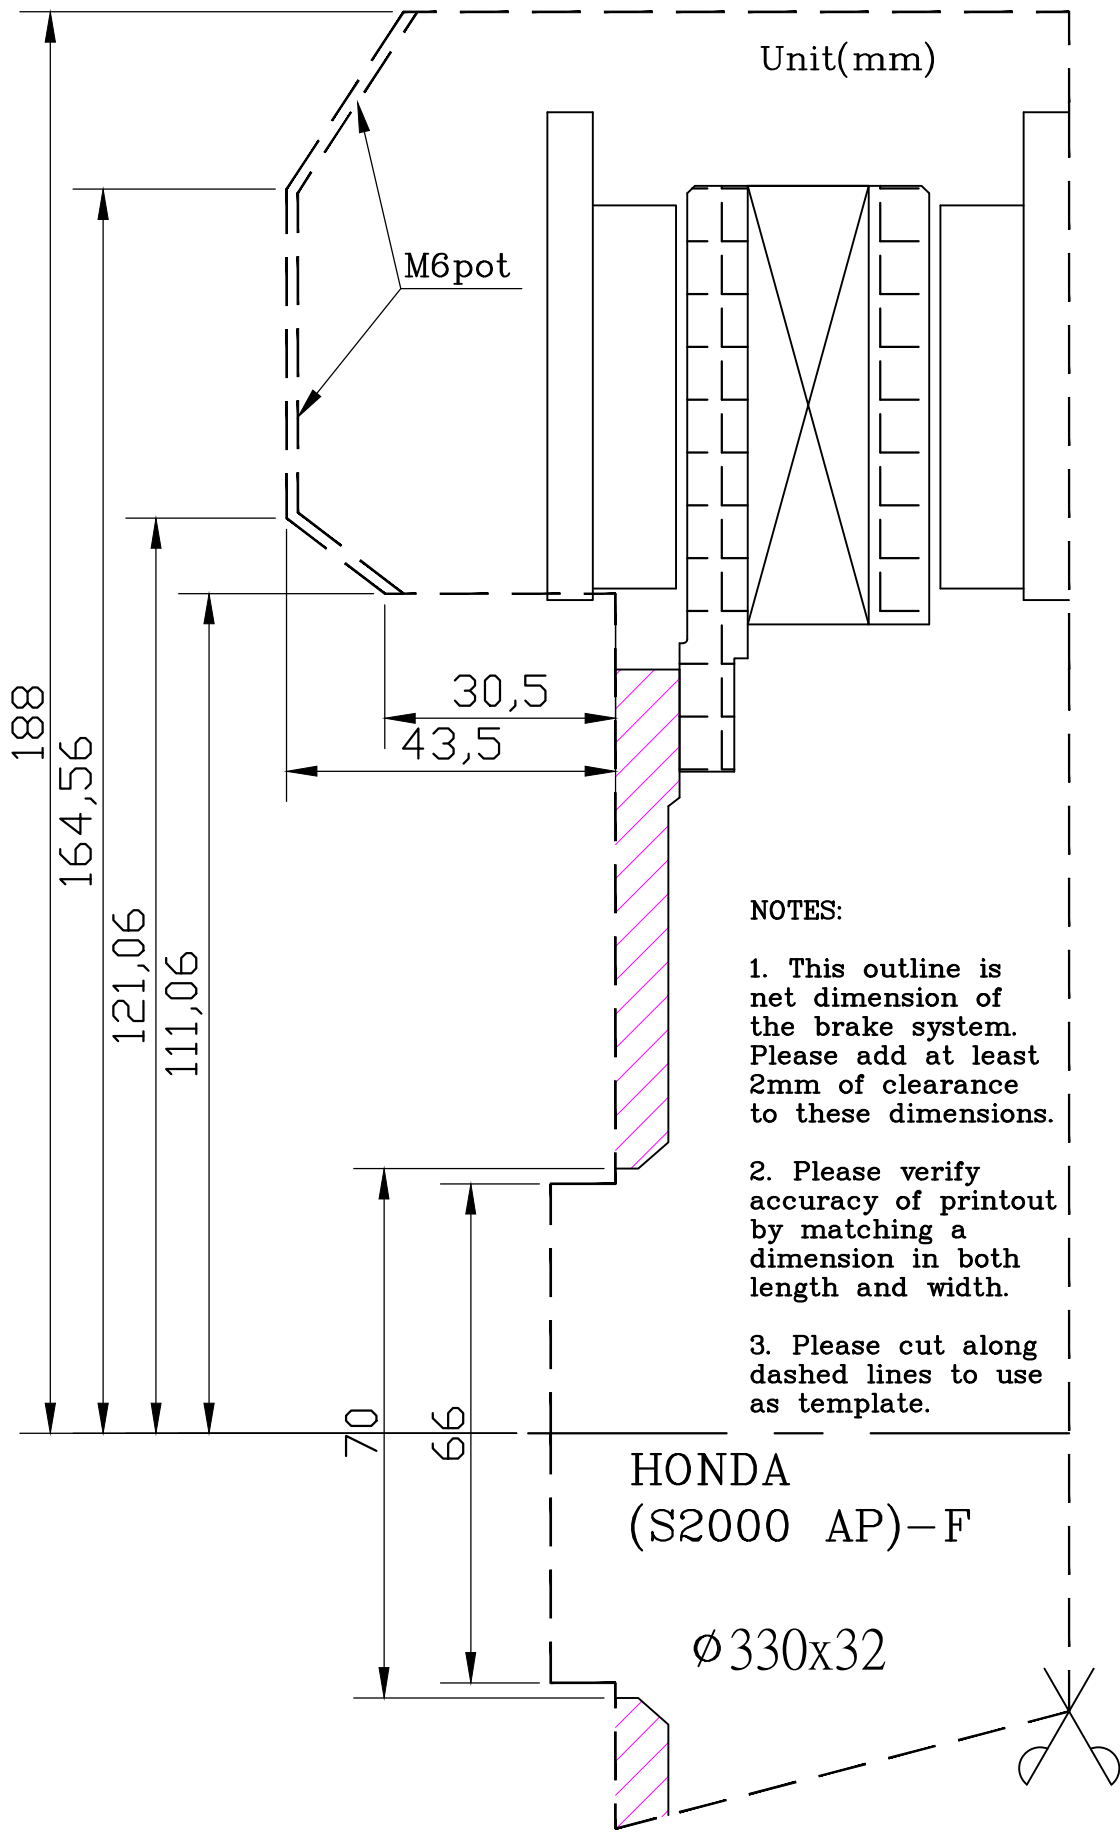 Unit(mm)
M6pot
30,5
43,5
188
164,56
121,06
111,06
NOTES:
1. This outline is
net dimension of
the brake system.
Please add at least
2mm of clearance
to these dimensions.
2. Please verify
accuracy of printout
by matching a
dimension in both
length and width.
3. Please cut along
dashed lines to use
as template.
70
66
HONDA
(S2000 AP)-F
φ330x32